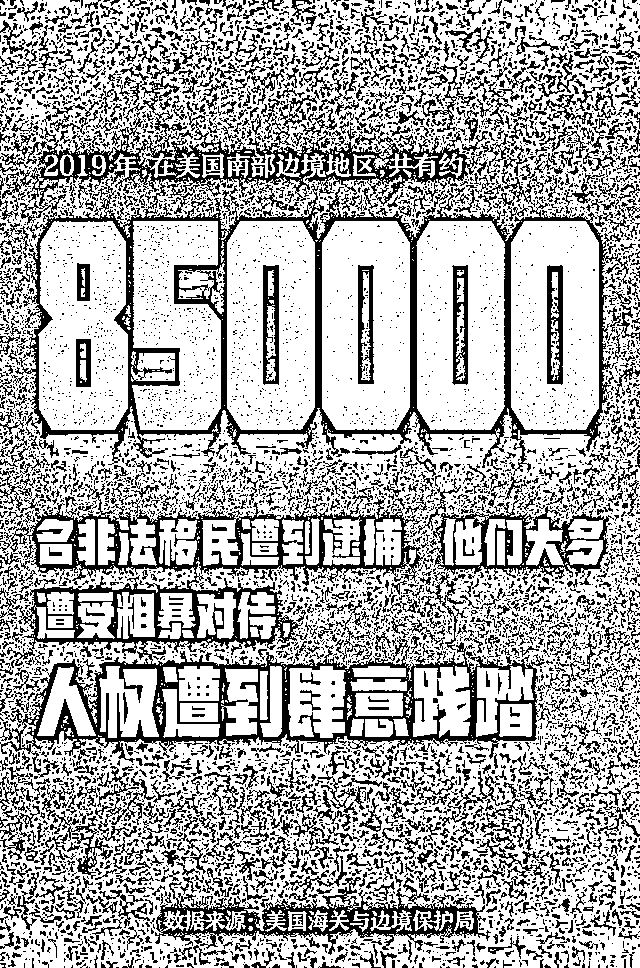 2019年,在美国南部边境地区,共有约
850000
名非法移民遭到逮捕,他们大多
遭受粗暴对待,
人权遭到肆意践踏
数据来源:美国海关与边境保护局